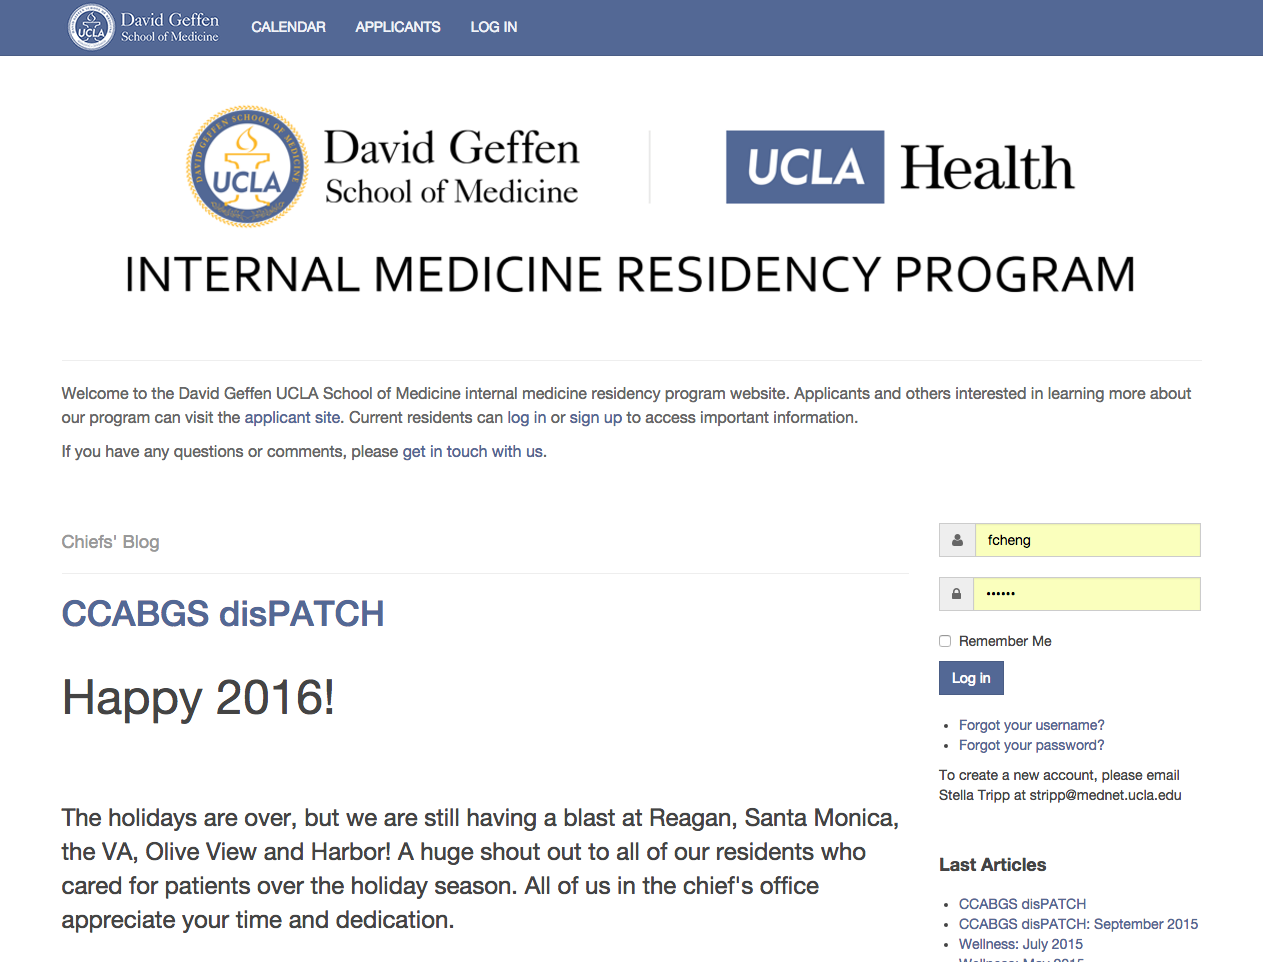 David Geffen
School of Medicine
UCLA
CALENDAR
APPLICANTS
LOG IN
DAVID GEFFEN SCHOOL OF MEDICINE
UCLA
David Geffen
School of Medicine
UCLA Health
INTERNAL MEDICINE RESIDENCY PROGRAM
Welcome to the David Geffen UCLA School of Medicine internal medicine residency program website. Applicants and others interested in learning more about
our program can visit the applicant site. Current residents can log in or sign up to access important information.
If you have any questions or comments, please get in touch with us.
Chiefs' Blog
CCABGS disPATCH
Happy 2016!
The holidays are over, but we are still having a blast at Reagan, Santa Monica,
the VA, Olive View and Harbor! A huge shout out to all of our residents who
cared for patients over the holiday season. All of us in the chief's office
appreciate your time and dedication.
fcheng
••••••
Remember Me
Log in
Forgot your username?
Forgot your password?
To create a new account, please email
Stella Tripp at stripp@mednet.ucla.edu
Last Articles
CCABGS disPATCH
CCABGS disPATCH: September 2015
Wellness: July 2015
Wellness: May 2015